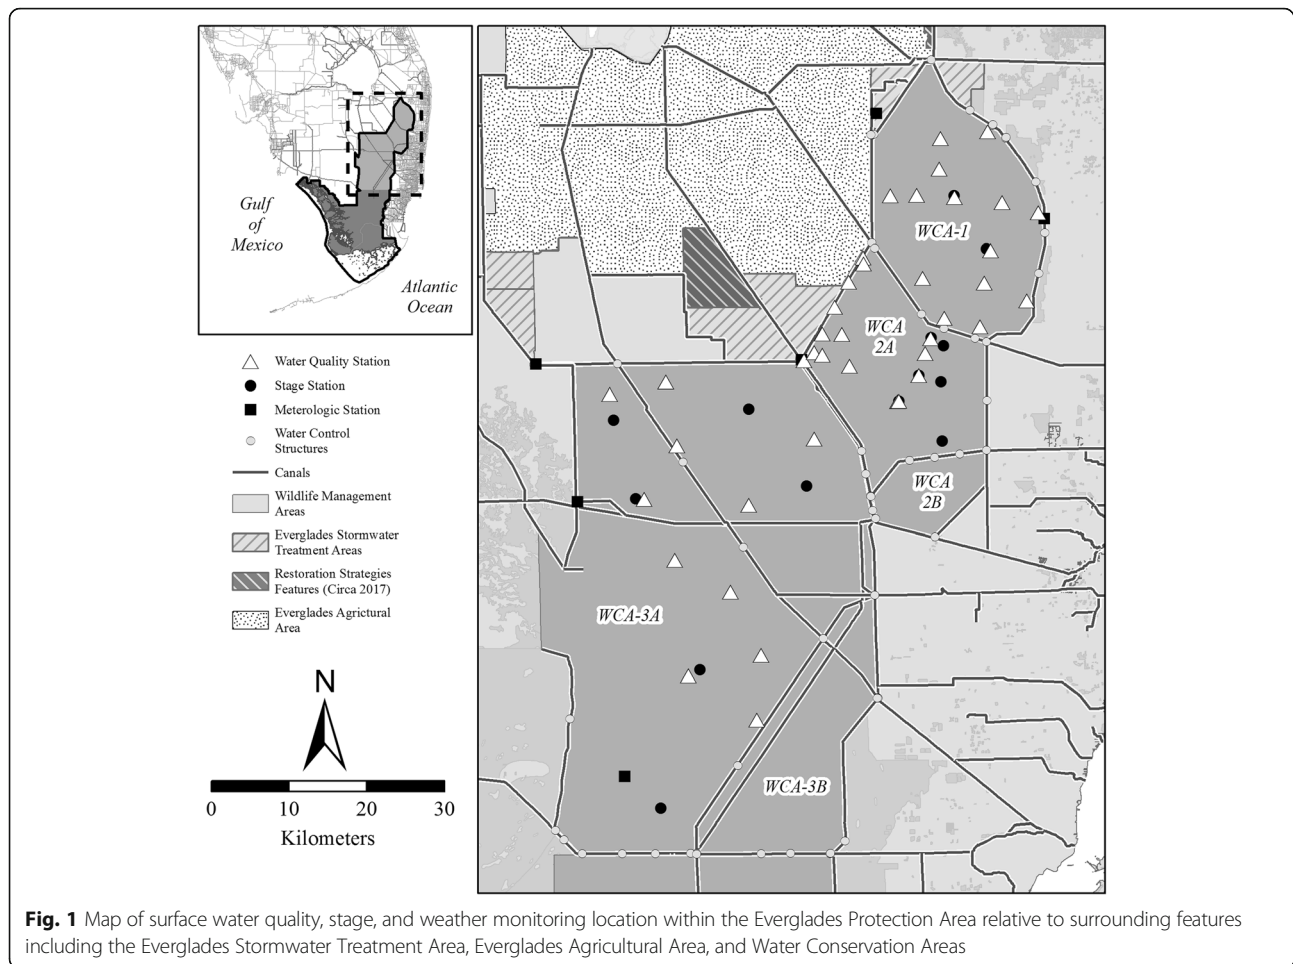 Gulf
of
Mexico
Atlantic
Ocean
Water Quality Station
Stage Station
Meterologic Station
Water Control
Structures
Canals
Wildlife Management
Areas
Everglades Stormwater
Treatment Areas
Restoration Strategies
Features (Circa 2017)
Everglades Agrictural
Area
N
0 10 20 30
Kilometers
WCA-1
WCA
2A
WCA
2B
WCA-3A
WCA-3B
Fig. 1 Map of surface water quality, stage, and weather monitoring location within the Everglades Protection Area relative to surrounding features
including the Everglades Stormwater Treatment Area, Everglades Agricultural Area, and Water Conservation Areas